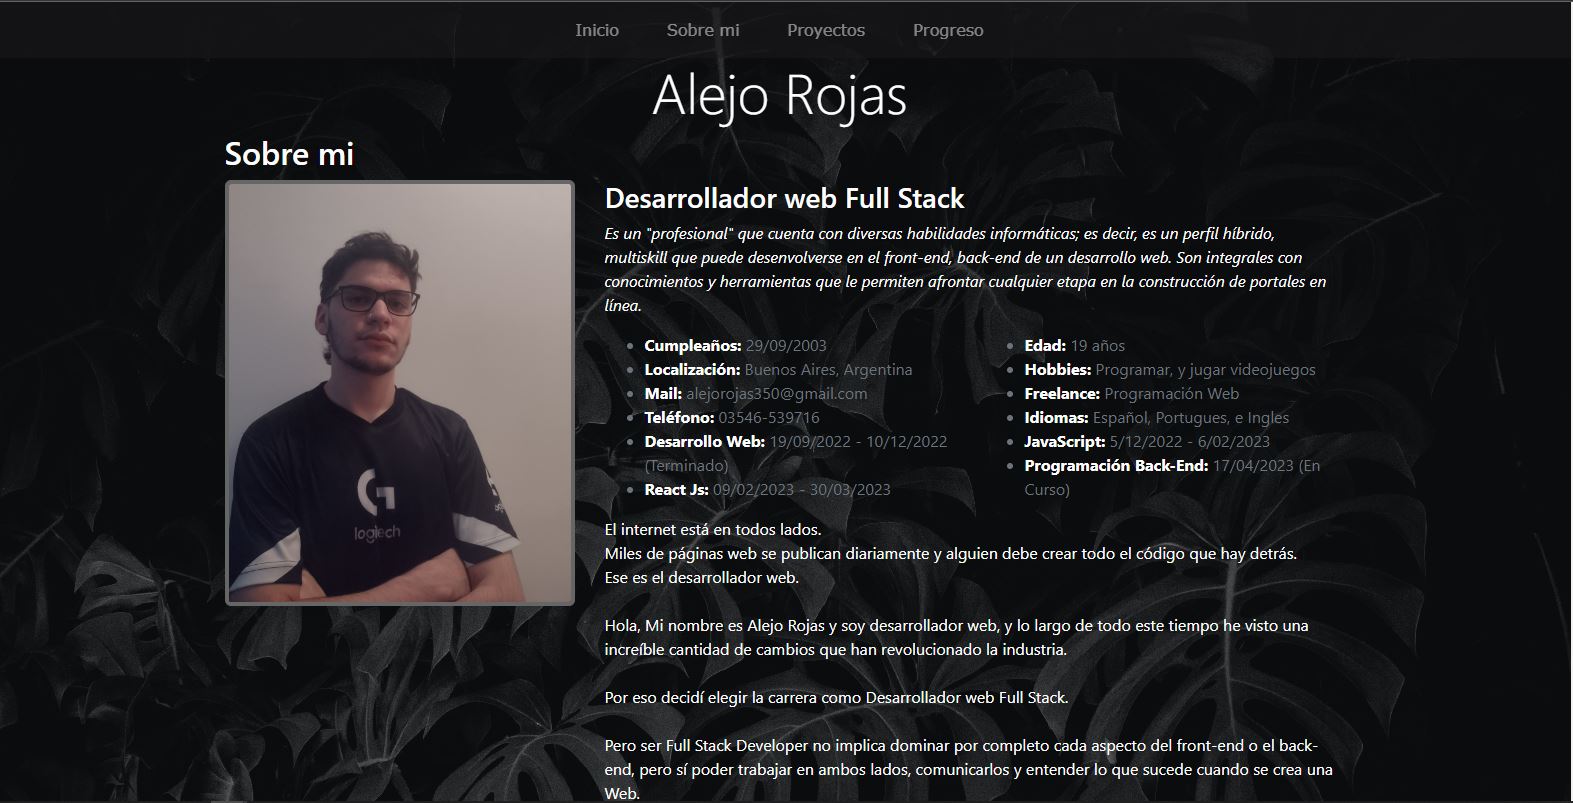 Inicio Sobre mi Proyectos Progreso
Alejo Rojas
Sobre mi
logitech
Desarrollador web Full Stack
Es un "profesional" que cuenta con diversas habilidades informáticas; es decir, es un perfil híbrido,
multiskill que puede desenvolverse en el front-end, back-end de un desarrollo web. Son integrales con
conocimientos y herramientas que le permiten afrontar cualquier etapa en la construcción de portales en
línea.
Cumpleaños: 29/09/2003
Localización: Buenos Aires, Argentina
Mail: alejorojas350@gmail.com
Teléfono: 03546-539716
Desarrollo Web: 19/09/2022 - 10/12/2022
(Terminado)
React Js: 09/02/2023 - 30/03/2023
Edad: 19 años
Hobbies: Programar, y jugar videojuegos
Freelance: Programación Web
Idiomas: Español, Portugues, e Ingles
JavaScript: 5/12/2022 - 6/02/2023
Programación Back-End: 17/04/2023 (En
Curso)
El internet está en todos lados.
Miles de páginas web se publican diariamente y alguien debe crear todo el código que hay detrás.
Ese es el desarrollador web.
Hola, Mi nombre es Alejo Rojas y soy desarrollador web, y lo largo de todo este tiempo he visto una
increíble cantidad de cambios que han revolucionado la industria.
Por eso decidí elegir la carrera como Desarrollador web Full Stack.
Pero ser Full Stack Developer no implica dominar por completo cada aspecto del front-end o el back-
end, pero sí poder trabajar en ambos lados, comunicarlos y entender lo que sucede cuando se crea una
Web.